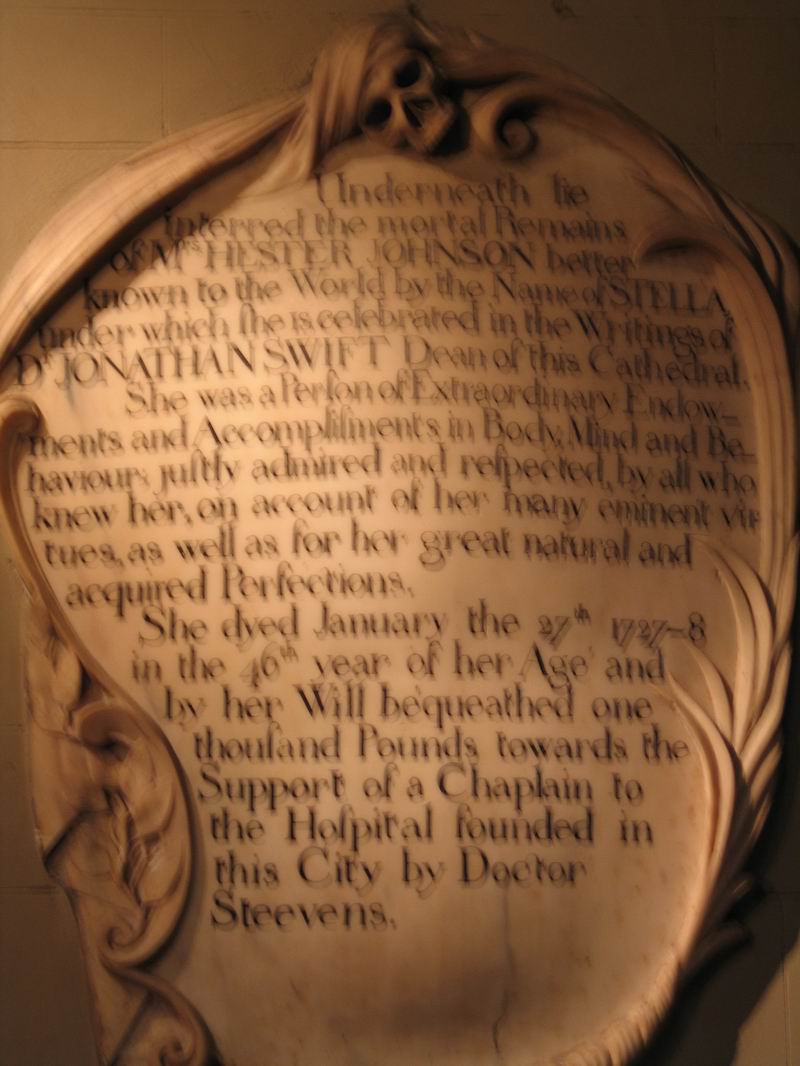 Underneath lie
interred the mortal Remains
of Mrs HESTER JOHNSON better
known to the World by the Name of STELLA,
under which ſhe is celebrated in the Writings of
Dr JONATHAN SWIFT Dean of this Cathedral.
She was a Perſon of Extraordinary Endow-
ments and Accompliſments in Body, Mind and Be-
haviour; juſtly admired and reſpected, by all who
knew her, on account of her many eminent vir-
tues, as well as for her great natural and
acquired Perfections.
She dyed January the 27th 1727-8
in the 46th year of her Age and
by her Will bequeathed one
thouſand Pounds towards the
Support of a Chaplain to
the Hoſpital founded in
this City by Doctor
Steevens.